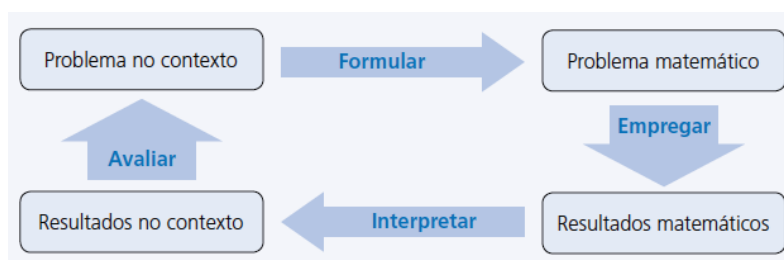 Problema no contexto
Formular
Problema matemático
Empregar
Avaliar
Resultados no contexto
Interpretar
Resultados matemáticos